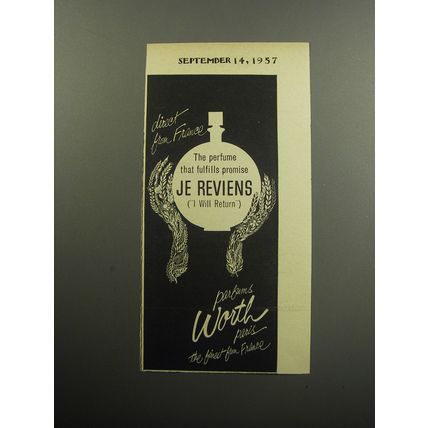 SEPTEMBER 14, 1957
direct
from France
The perfume
that fulfills promise
JE REVIENS
("I Will Return")
parfums
Worth
paris
the finest from France